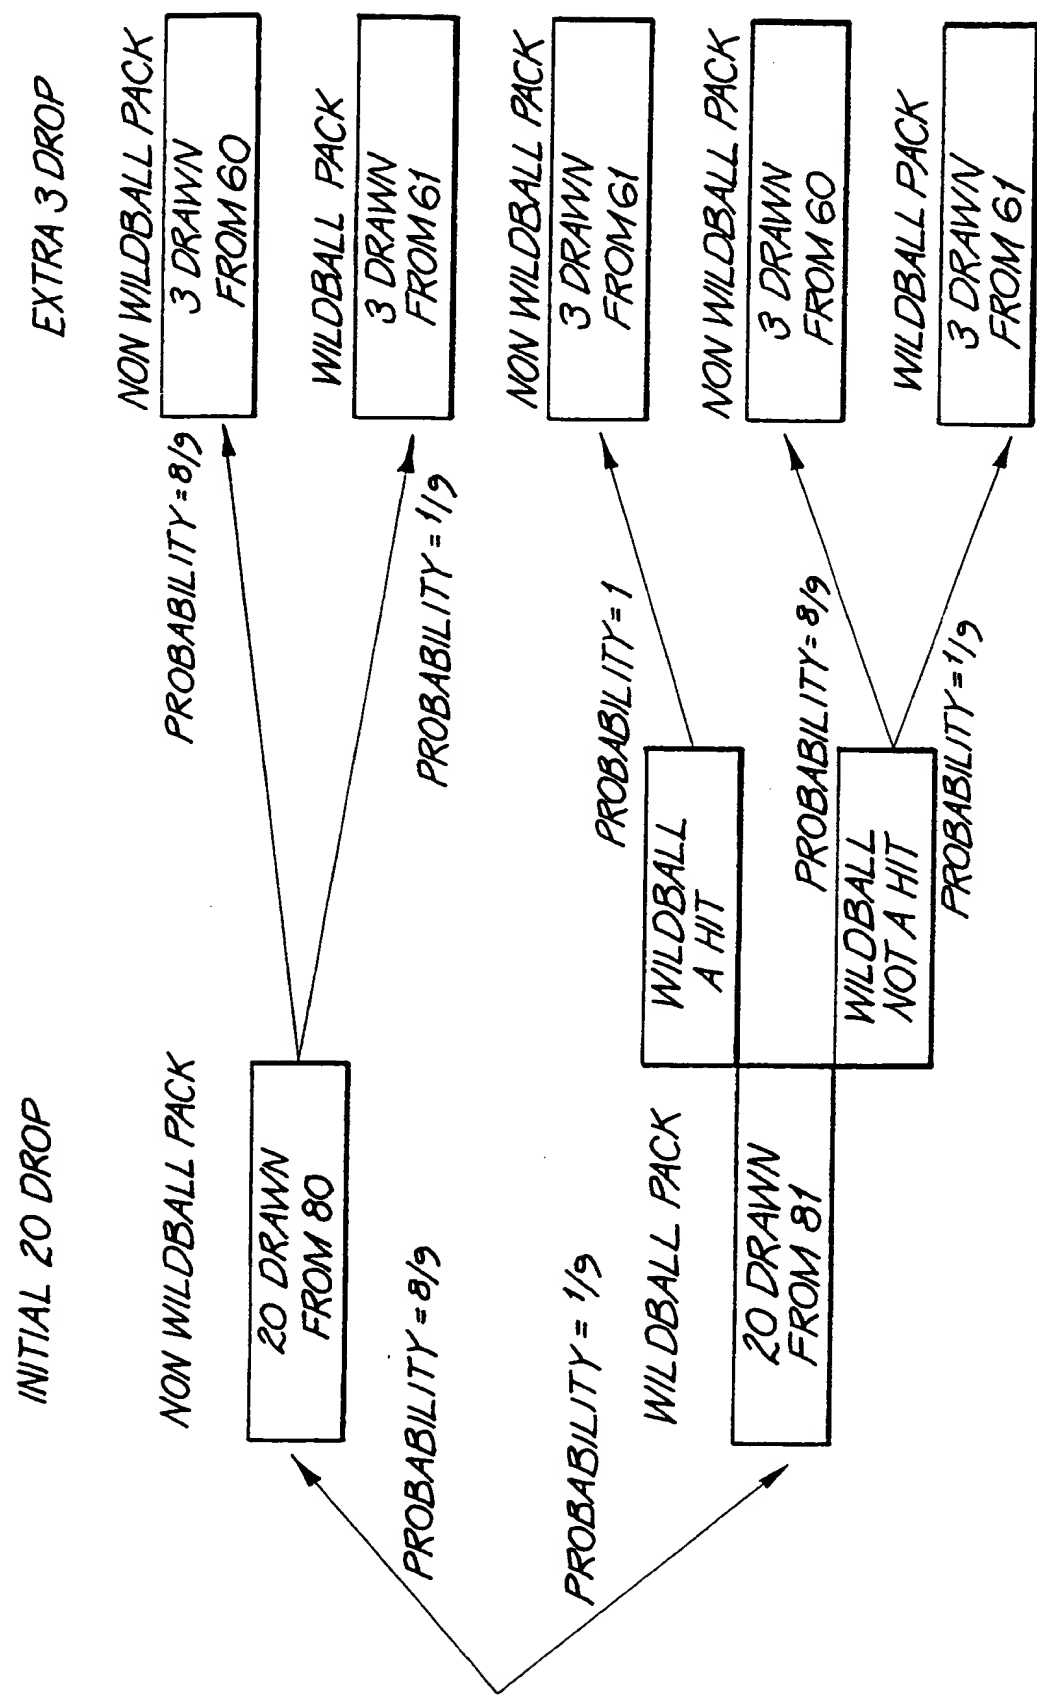 INITIAL 20 DROP
EXTRA 3 DROP
NON WILDBALL PACK
20 DRAWN
FROM 80
PROBABILITY=8/9
PROBABILITY=8/9
NON WILDBALL PACK
3 DRAWN
FROM 60
PROBABILITY=1/9
WILDBALL PACK
3 DRAWN
FROM 61
PROBABILITY = 1/9
WILDBALL PACK
20 DRAWN
FROM 81
WILDBALL
A HIT
PROBABILITY=1
NON WILDBALL PACK
3 DRAWN
FROM 61
WILDBALL
NOT A HIT
PROBABILITY=8/9
NON WILDBALL PACK
3 DRAWN
FROM 60
PROBABILITY=1/9
WILDBALL PACK
3 DRAWN
FROM 61